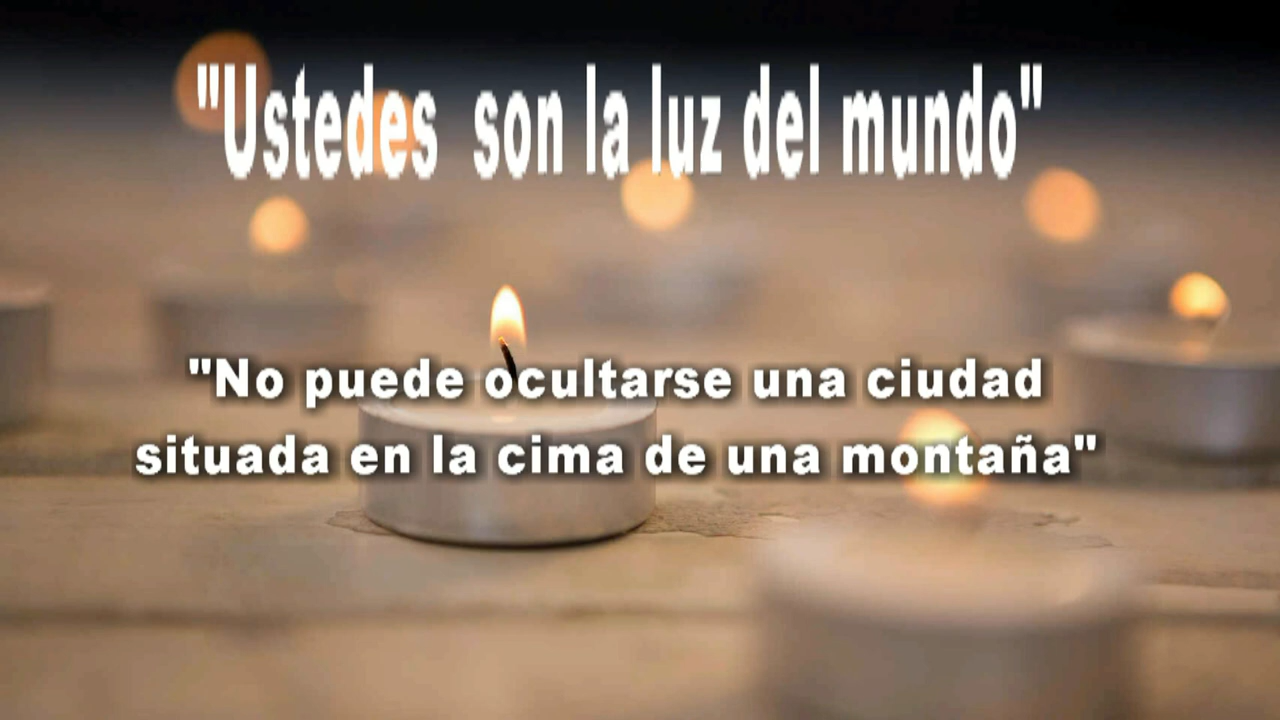 "Ustedes son la luz del mundo"
"No puede ocultarse una ciudad
situada en la cima de una montaña"